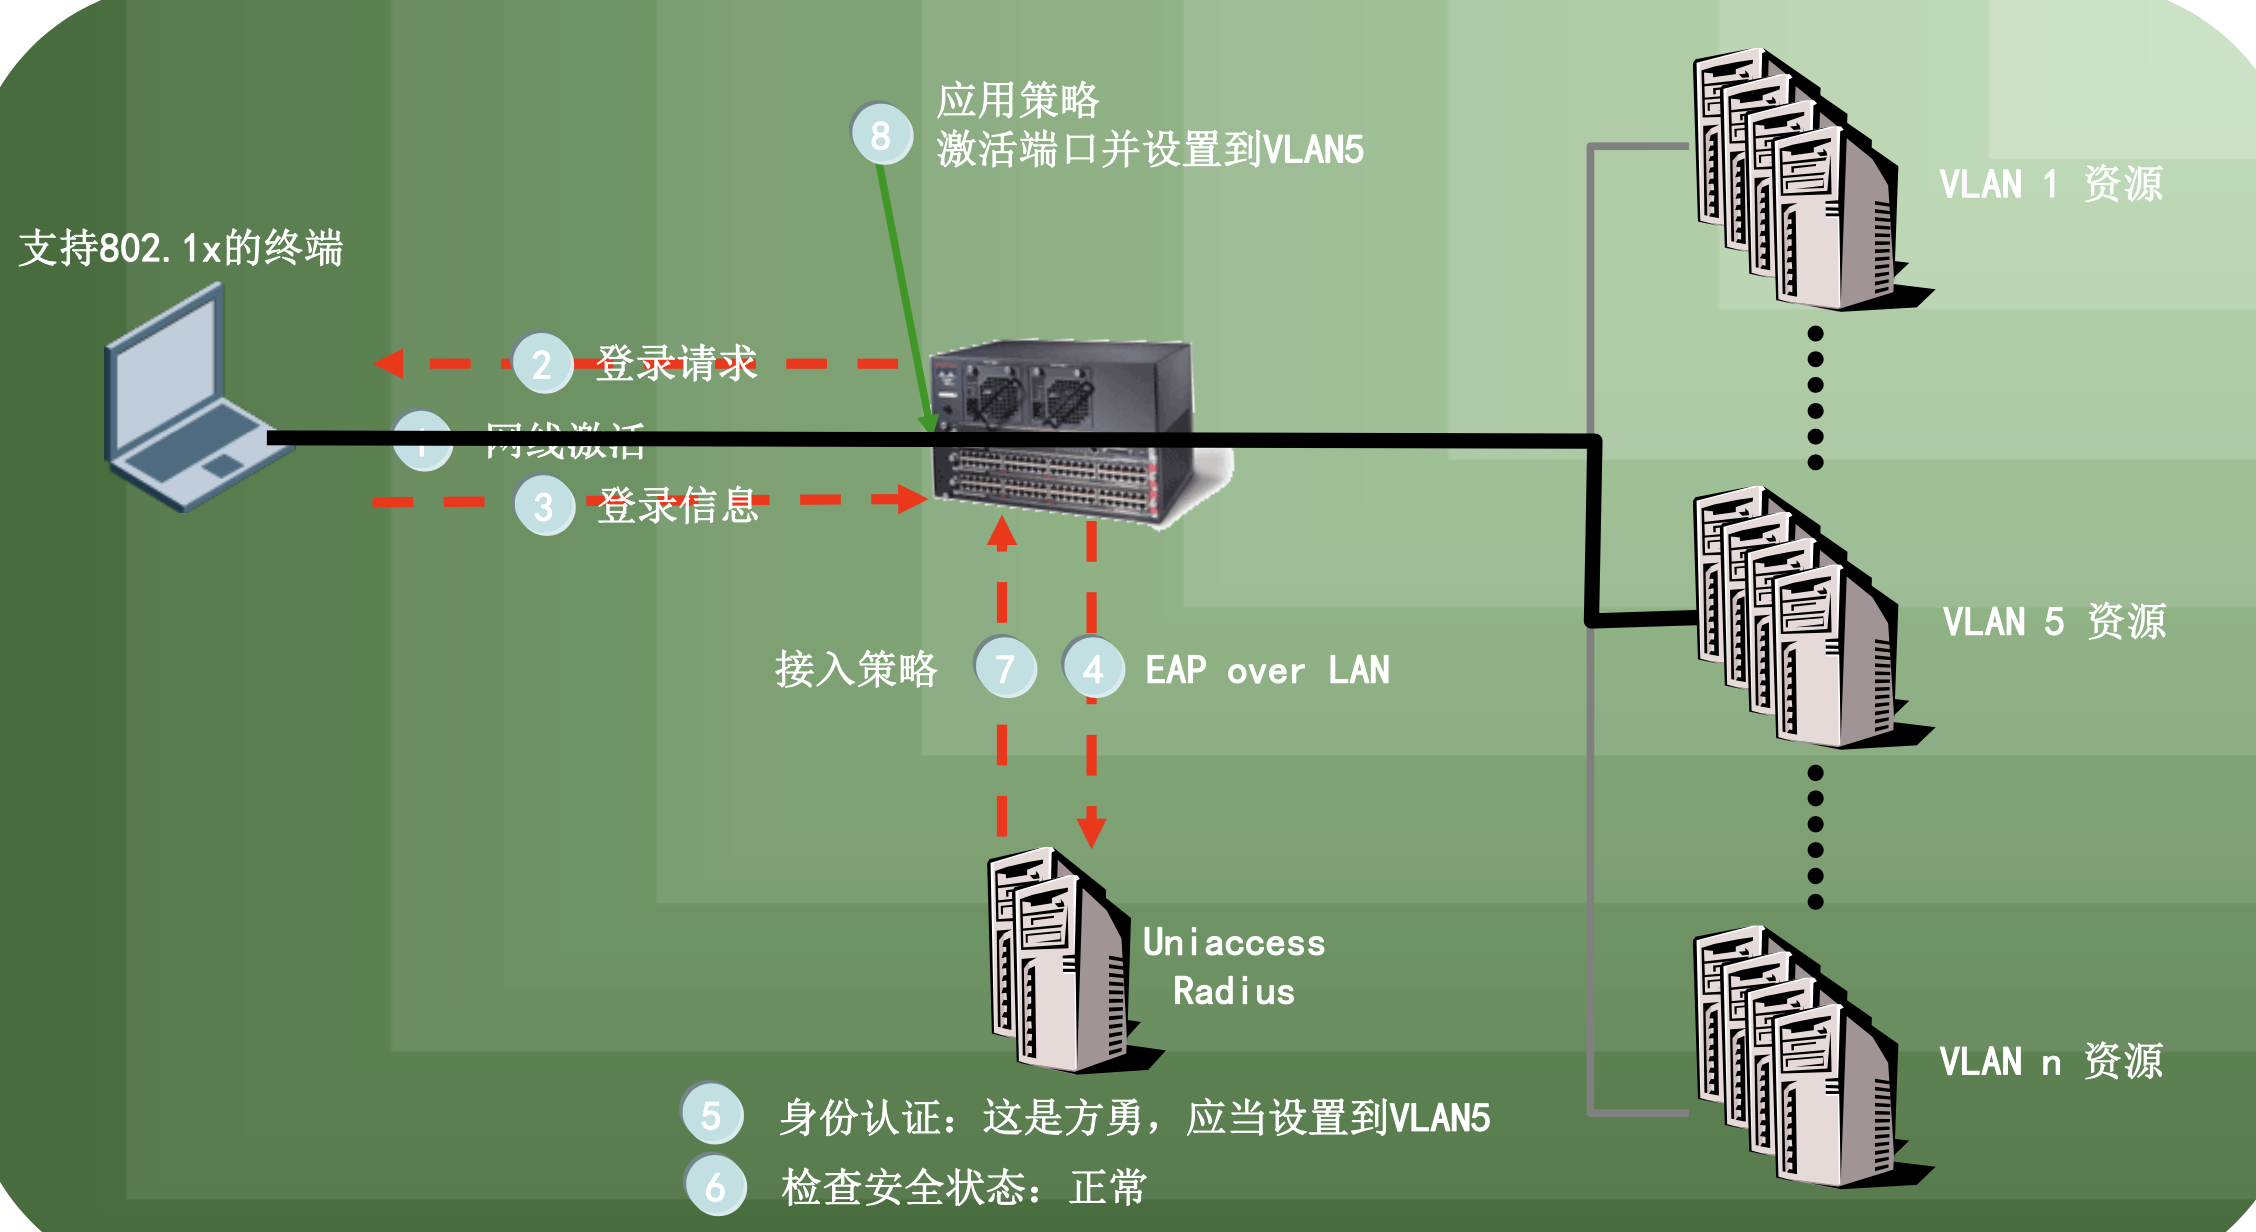 8
应用策略
激活端口并设置到VLAN5
VLAN 1 资源
支持802.1x的终端
2 登录请求
1 网线激活
3 登录信息
VLAN 5 资源
接入策略 7
4 EAP over LAN
Uniaccess
Radius
VLAN n 资源
5 身份认证：这是方勇，应当设置到VLAN5
6 检查安全状态：正常